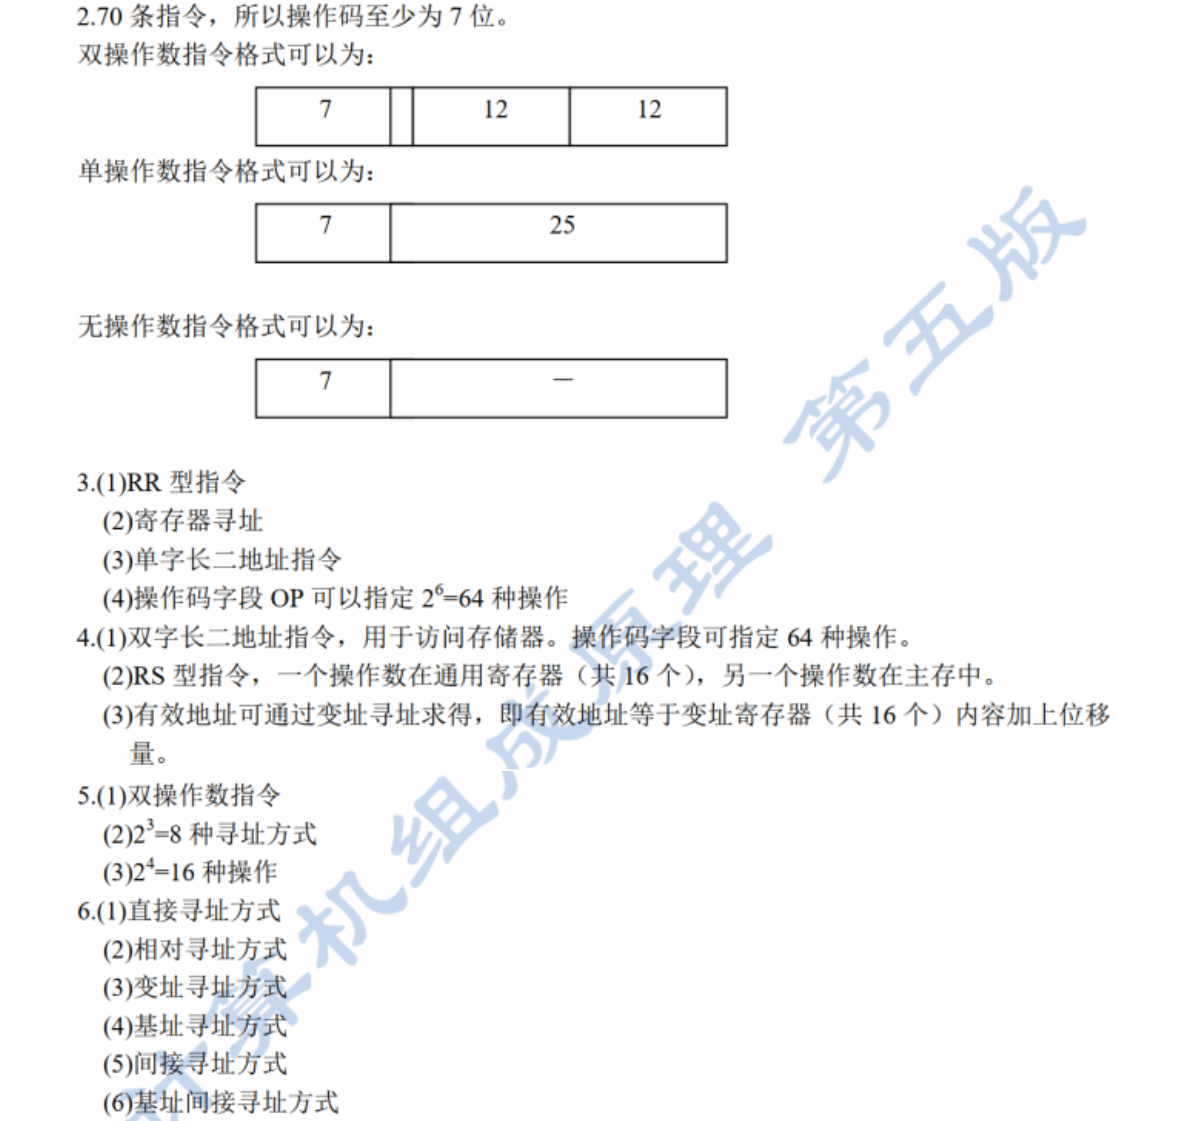 2.70 条指令，所以操作码至少为 7 位。
双操作数指令格式可以为：
7 12 12
单操作数指令格式可以为：
7 25
无操作数指令格式可以为：
7 —
3.(1)RR 型指令
(2)寄存器寻址
(3)单字长二地址指令
(4)操作码字段 OP 可以指定 2⁶=64 种操作
4.(1)双字长二地址指令，用于访问存储器。操作码字段可指定 64 种操作。
(2)RS 型指令，一个操作数在通用寄存器（共 16 个），另一个操作数在主存中。
(3)有效地址可通过变址寻址求得，即有效地址等于变址寄存器（共 16 个）内容加上位移
量。
5.(1)双操作数指令
(2)2³=8 种寻址方式
(3)2⁴=16 种操作
6.(1)直接寻址方式
(2)相对寻址方式
(3)变址寻址方式
(4)基址寻址方式
(5)间接寻址方式
(6)基址间接寻址方式
计算机组成原理 第五版